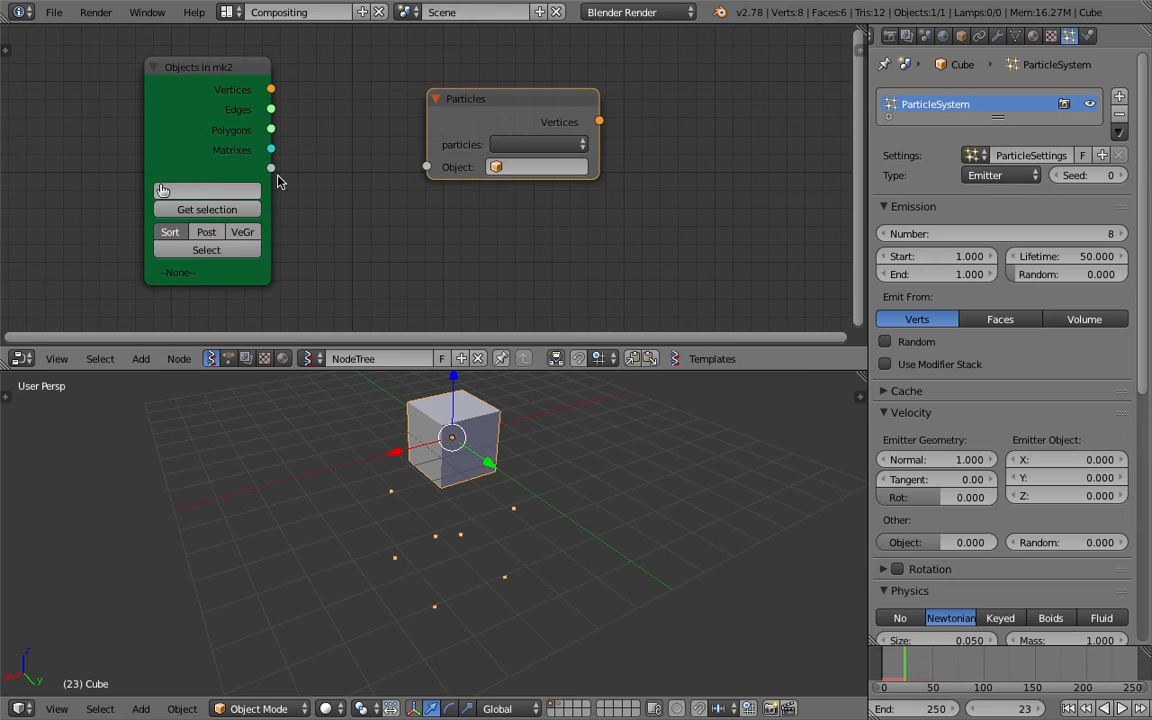 File Render Window Help Compositing Scene Blender Render v2.78 | Verts:8 | Faces:6 | Tris:12 | Objects:1/1 | Lamps:0/0 | Mem:16.27M | Cube
Objects in mk2
Vertices
Edges
Polygons
Matrixes
Get selection
Sort Post VeGr
Select
--None--
Particles
Vertices
particles:
Object:
View Select Add Node NodeTree F Templates
User Persp
(23) Cube
View Select Add Object Object Mode Global
Cube ParticleSystem
ParticleSystem
Settings: ParticleSettings F
Type: Emitter Seed: 0
Emission
Number: 8
Start: 1.000 Lifetime: 50.000
End: 1.000 Random: 0.000
Emit From:
Verts Faces Volume
Random
Use Modifier Stack
Cache
Velocity
Emitter Geometry: Emitter Object:
Normal: 1.000 X: 0.000
Tangent: 0.00 Y: 0.000
Rot: 0.000 Z: 0.000
Other:
Object: 0.000 Random: 0.000
Rotation
Physics
No Newtonian Keyed Boids Fluid
Size: 0.050 Mass: 1.000
0 50 100 150 200 250
End: 250 23
z
y